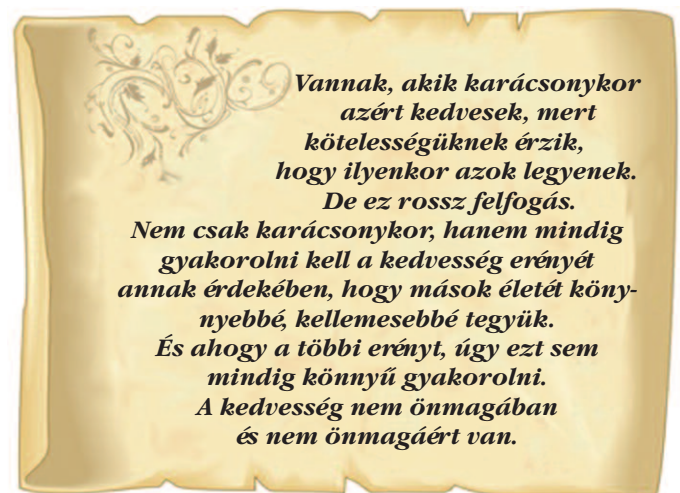 Vannak, akik karácsonykor
azért kedvesek, mert
kötelességüknek érzik,
hogy ilyenkor azok legyenek.
De ez rossz felfogás.
Nem csak karácsonykor, hanem mindig
gyakorolni kell a kedvesség erényét
annak érdekében, hogy mások életét köny-
nyebbé, kellemesebbé tegyük.
És ahogy a többi erényt, úgy ezt sem
mindig könnyű gyakorolni.
A kedvesség nem önmagában
és nem önmagáért van.